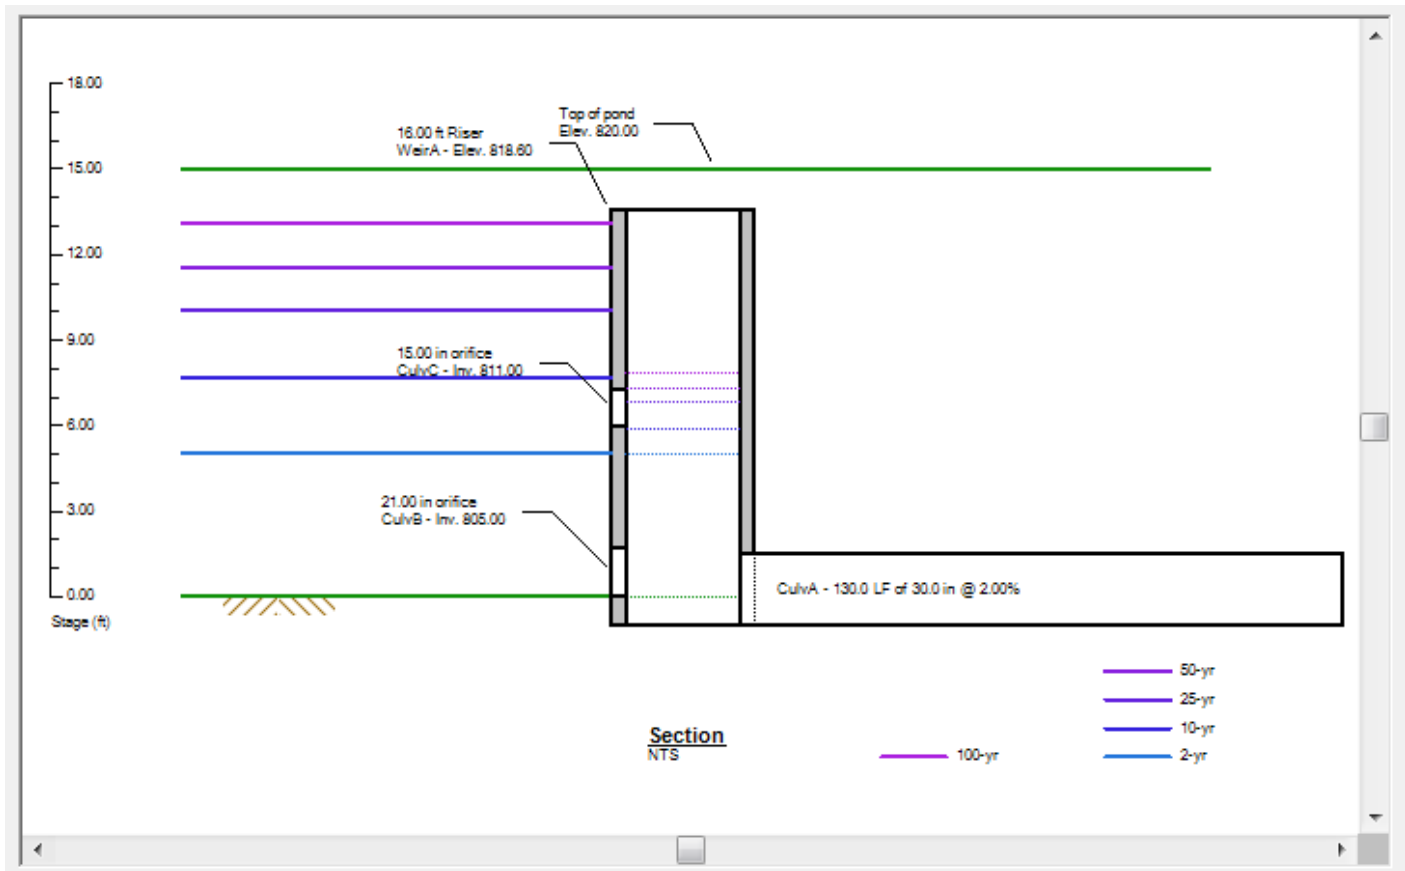 18.00
Top of pond
Elev. 820.00
16.00 ft Riser
WeirA - Elev. 818.60
15.00
12.00
9.00
15.00 in orifice
CulvC - Inv. 811.00
6.00
3.00
21.00 in orifice
CulvB - Inv. 805.00
0.00
CulvA - 130.0 LF of 30.0 in @ 2.00%
Stage (ft)
50-yr
25-yr
10-yr
Section
NTS
100-yr
2-yr